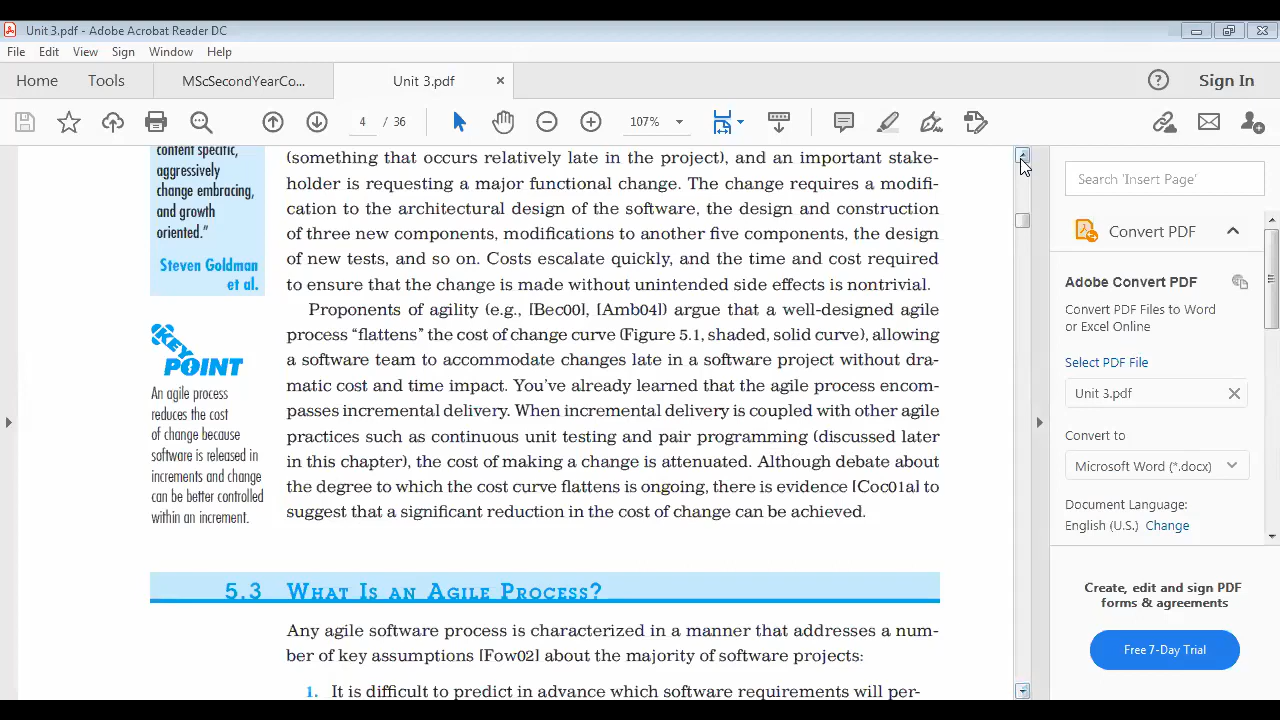 Unit 3.pdf - Adobe Acrobat Reader DC
File Edit View Sign Window Help
Home Tools MScSecondYearCo... Unit 3.pdf × Sign In
4 / 36 107%
content specific,
aggressively
change embracing,
and growth
oriented.”
Steven Goldman
et al.
KEY
POINT
An agile process
reduces the cost
of change because
software is released in
increments and change
can be better controlled
within an increment.
(something that occurs relatively late in the project), and an important stake-
holder is requesting a major functional change. The change requires a modifi-
cation to the architectural design of the software, the design and construction
of three new components, modifications to another five components, the design
of new tests, and so on. Costs escalate quickly, and the time and cost required
to ensure that the change is made without unintended side effects is nontrivial.
Proponents of agility (e.g., [Bec00], [Amb04]) argue that a well-designed agile
process “flattens” the cost of change curve (Figure 5.1, shaded, solid curve), allowing
a software team to accommodate changes late in a software project without dra-
matic cost and time impact. You’ve already learned that the agile process encom-
passes incremental delivery. When incremental delivery is coupled with other agile
practices such as continuous unit testing and pair programming (discussed later
in this chapter), the cost of making a change is attenuated. Although debate about
the degree to which the cost curve flattens is ongoing, there is evidence [Coc01a] to
suggest that a significant reduction in the cost of change can be achieved.
5.3 What Is an Agile Process?
Any agile software process is characterized in a manner that addresses a num-
ber of key assumptions [Fow02] about the majority of software projects:
1. It is difficult to predict in advance which software requirements will per-
Search 'Insert Page'
Convert PDF
Adobe Convert PDF
Convert PDF Files to Word
or Excel Online
Select PDF File
Unit 3.pdf
Convert to
Microsoft Word (*.docx)
Document Language:
English (U.S.) Change
Create, edit and sign PDF
forms & agreements
Free 7-Day Trial